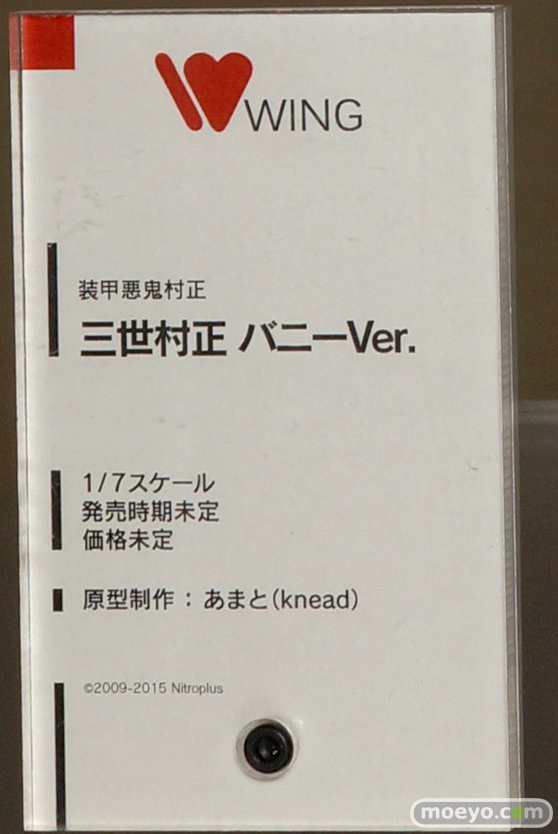 WING
装甲悪鬼村正
三世村正 バニーVer.
1/7スケール
発売時期未定
価格未定
原型制作：あまと(knead)
©2009-2015 Nitroplus
moeyo.com